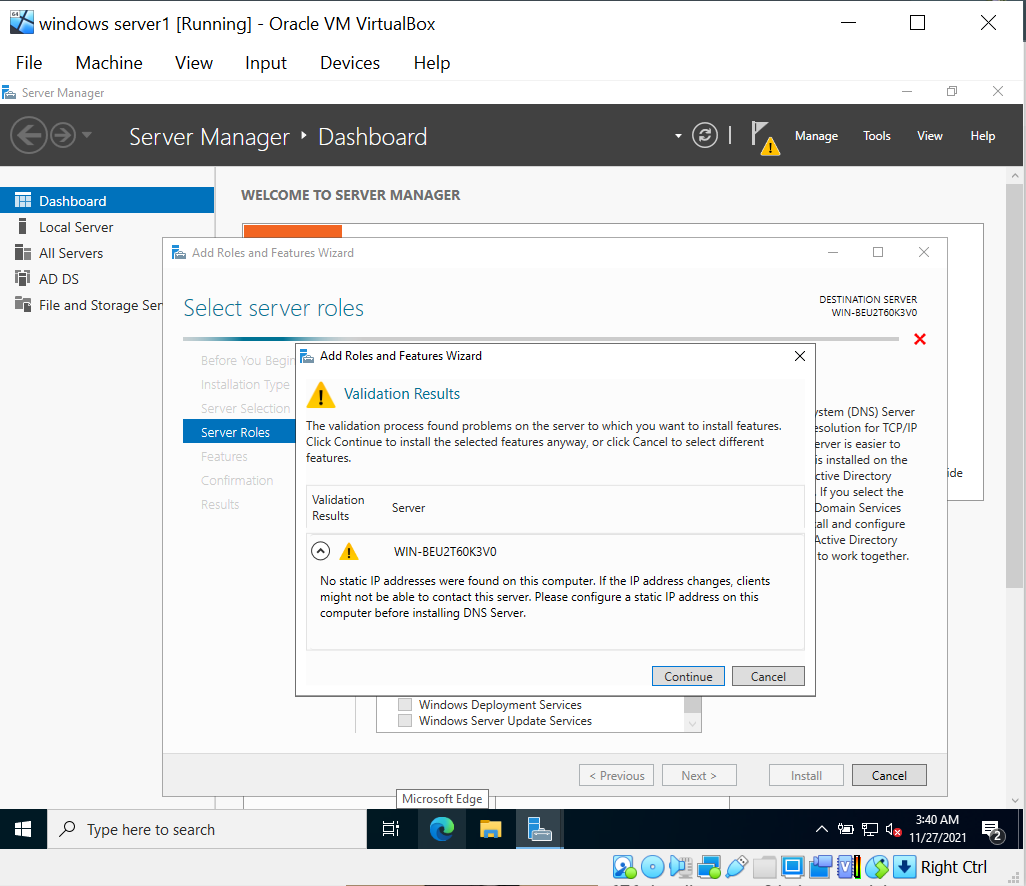 windows server1 [Running] - Oracle VM VirtualBox
File Machine View Input Devices Help
Server Manager
Server Manager Dashboard
Manage Tools View Help
Dashboard
Local Server
All Servers
AD DS
File and Storage Ser
WELCOME TO SERVER MANAGER
Add Roles and Features Wizard
Select server roles
DESTINATION SERVER
WIN-BEU2T60K3V0
Before You Begin
Installation Type
Server Selection
Server Roles
Features
Confirmation
Results
Add Roles and Features Wizard
Validation Results
The validation process found problems on the server to which you want to install features.
Click Continue to install the selected features anyway, or click Cancel to select different
features.
Validation
Results
Server
WIN-BEU2T60K3V0
No static IP addresses were found on this computer. If the IP address changes, clients
might not be able to contact this server. Please configure a static IP address on this
computer before installing DNS Server.
Continue Cancel
ystem (DNS) Server
esolution for TCP/IP
erver is easier to
is installed on the
ctive Directory
. If you select the
Domain Services
all and configure
Active Directory
to work together.
ide
Windows Deployment Services
Windows Server Update Services
< Previous Next > Install Cancel
Microsoft Edge
Type here to search
3:40 AM
11/27/2021
2
Right Ctrl